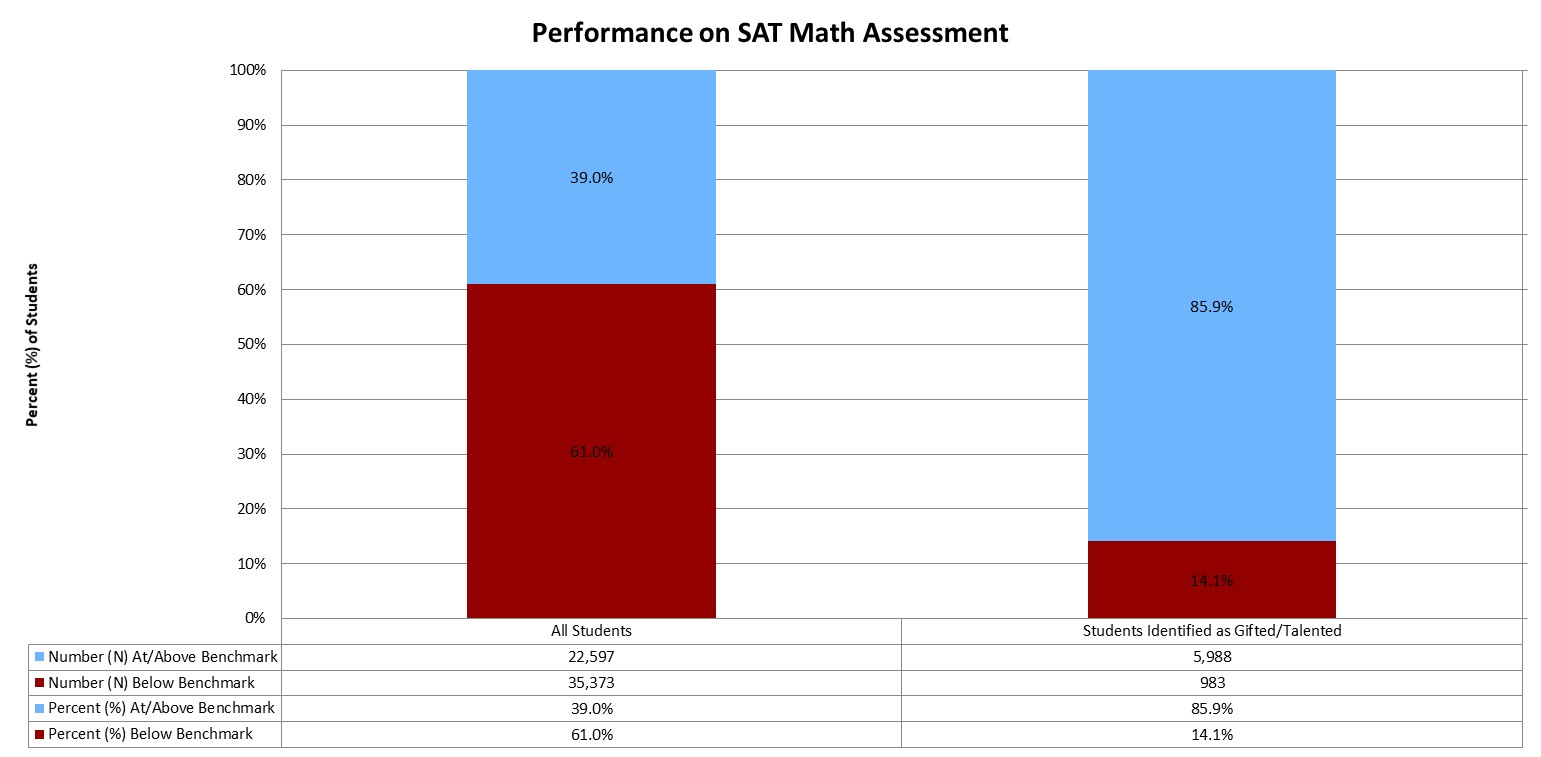 Performance on SAT Math Assessment
Percent (%) of Students
100%
90%
80%
70%
60%
50%
40%
30%
20%
10%
0%
39.0%
61.0%
85.9%
14.1%
All Students Students Identified as Gifted/Talented
Number (N) At/Above Benchmark 22,597 5,988
Number (N) Below Benchmark 35,373 983
Percent (%) At/Above Benchmark 39.0% 85.9%
Percent (%) Below Benchmark 61.0% 14.1%